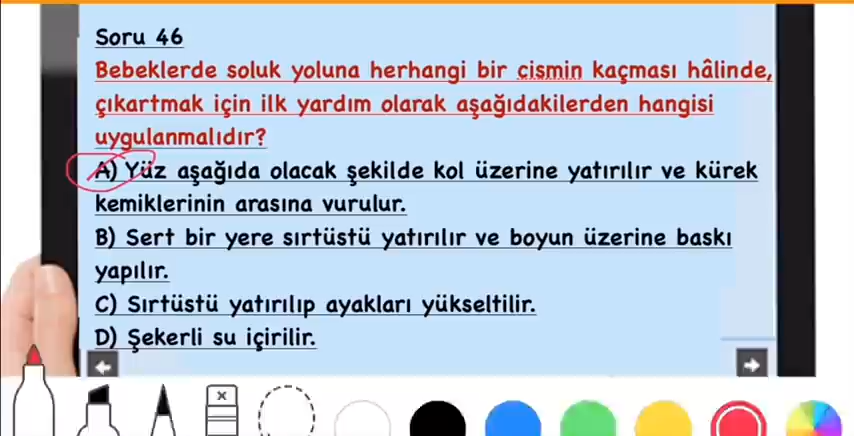 Soru 46
Bebeklerde soluk yoluna herhangi bir cismin kaçması hâlinde,
çıkartmak için ilk yardım olarak aşağıdakilerden hangisi
uygulanmalıdır?
A) Yüz aşağıda olacak şekilde kol üzerine yatırılır ve kürek
kemiklerinin arasına vurulur.
B) Sert bir yere sırtüstü yatırılır ve boyun üzerine baskı
yapılır.
C) Sırtüstü yatırılıp ayakları yükseltilir.
D) Şekerli su içirilir.